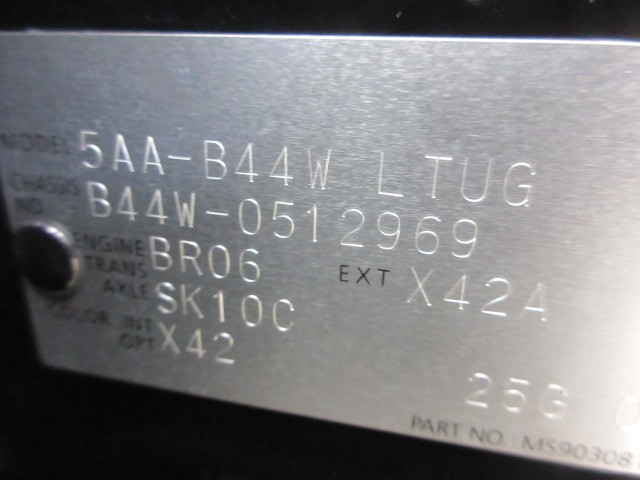 MODEL 5AA-B44W LTUG
CHASSIS NO. B44W-0512969
ENGINE BR06 EXT X42A
TRANS AXLE SK10C
COLOR INT X42
OPT
25G
PART NO. MS903081